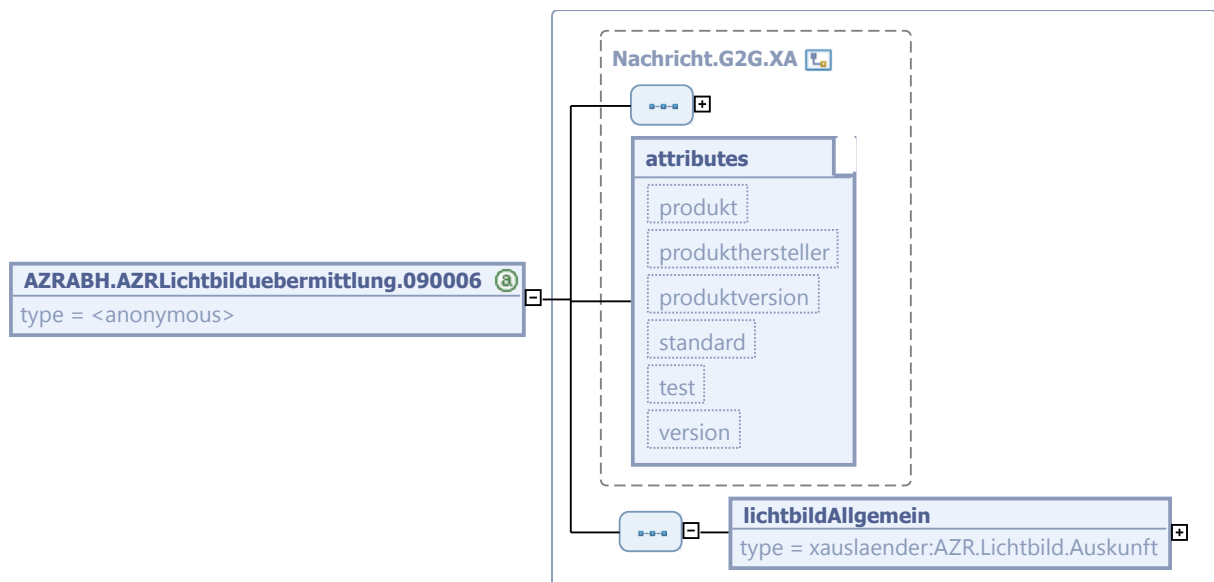 Nachricht.G2G.XA
attributes
produkt
produkthersteller
produktversion
standard
test
version
AZRABH.AZRLichtbilduebermittlung.090006 a
type = <anonymous>
lichtbildAllgemein
type = xauslaender:AZR.Lichtbild.Auskunft